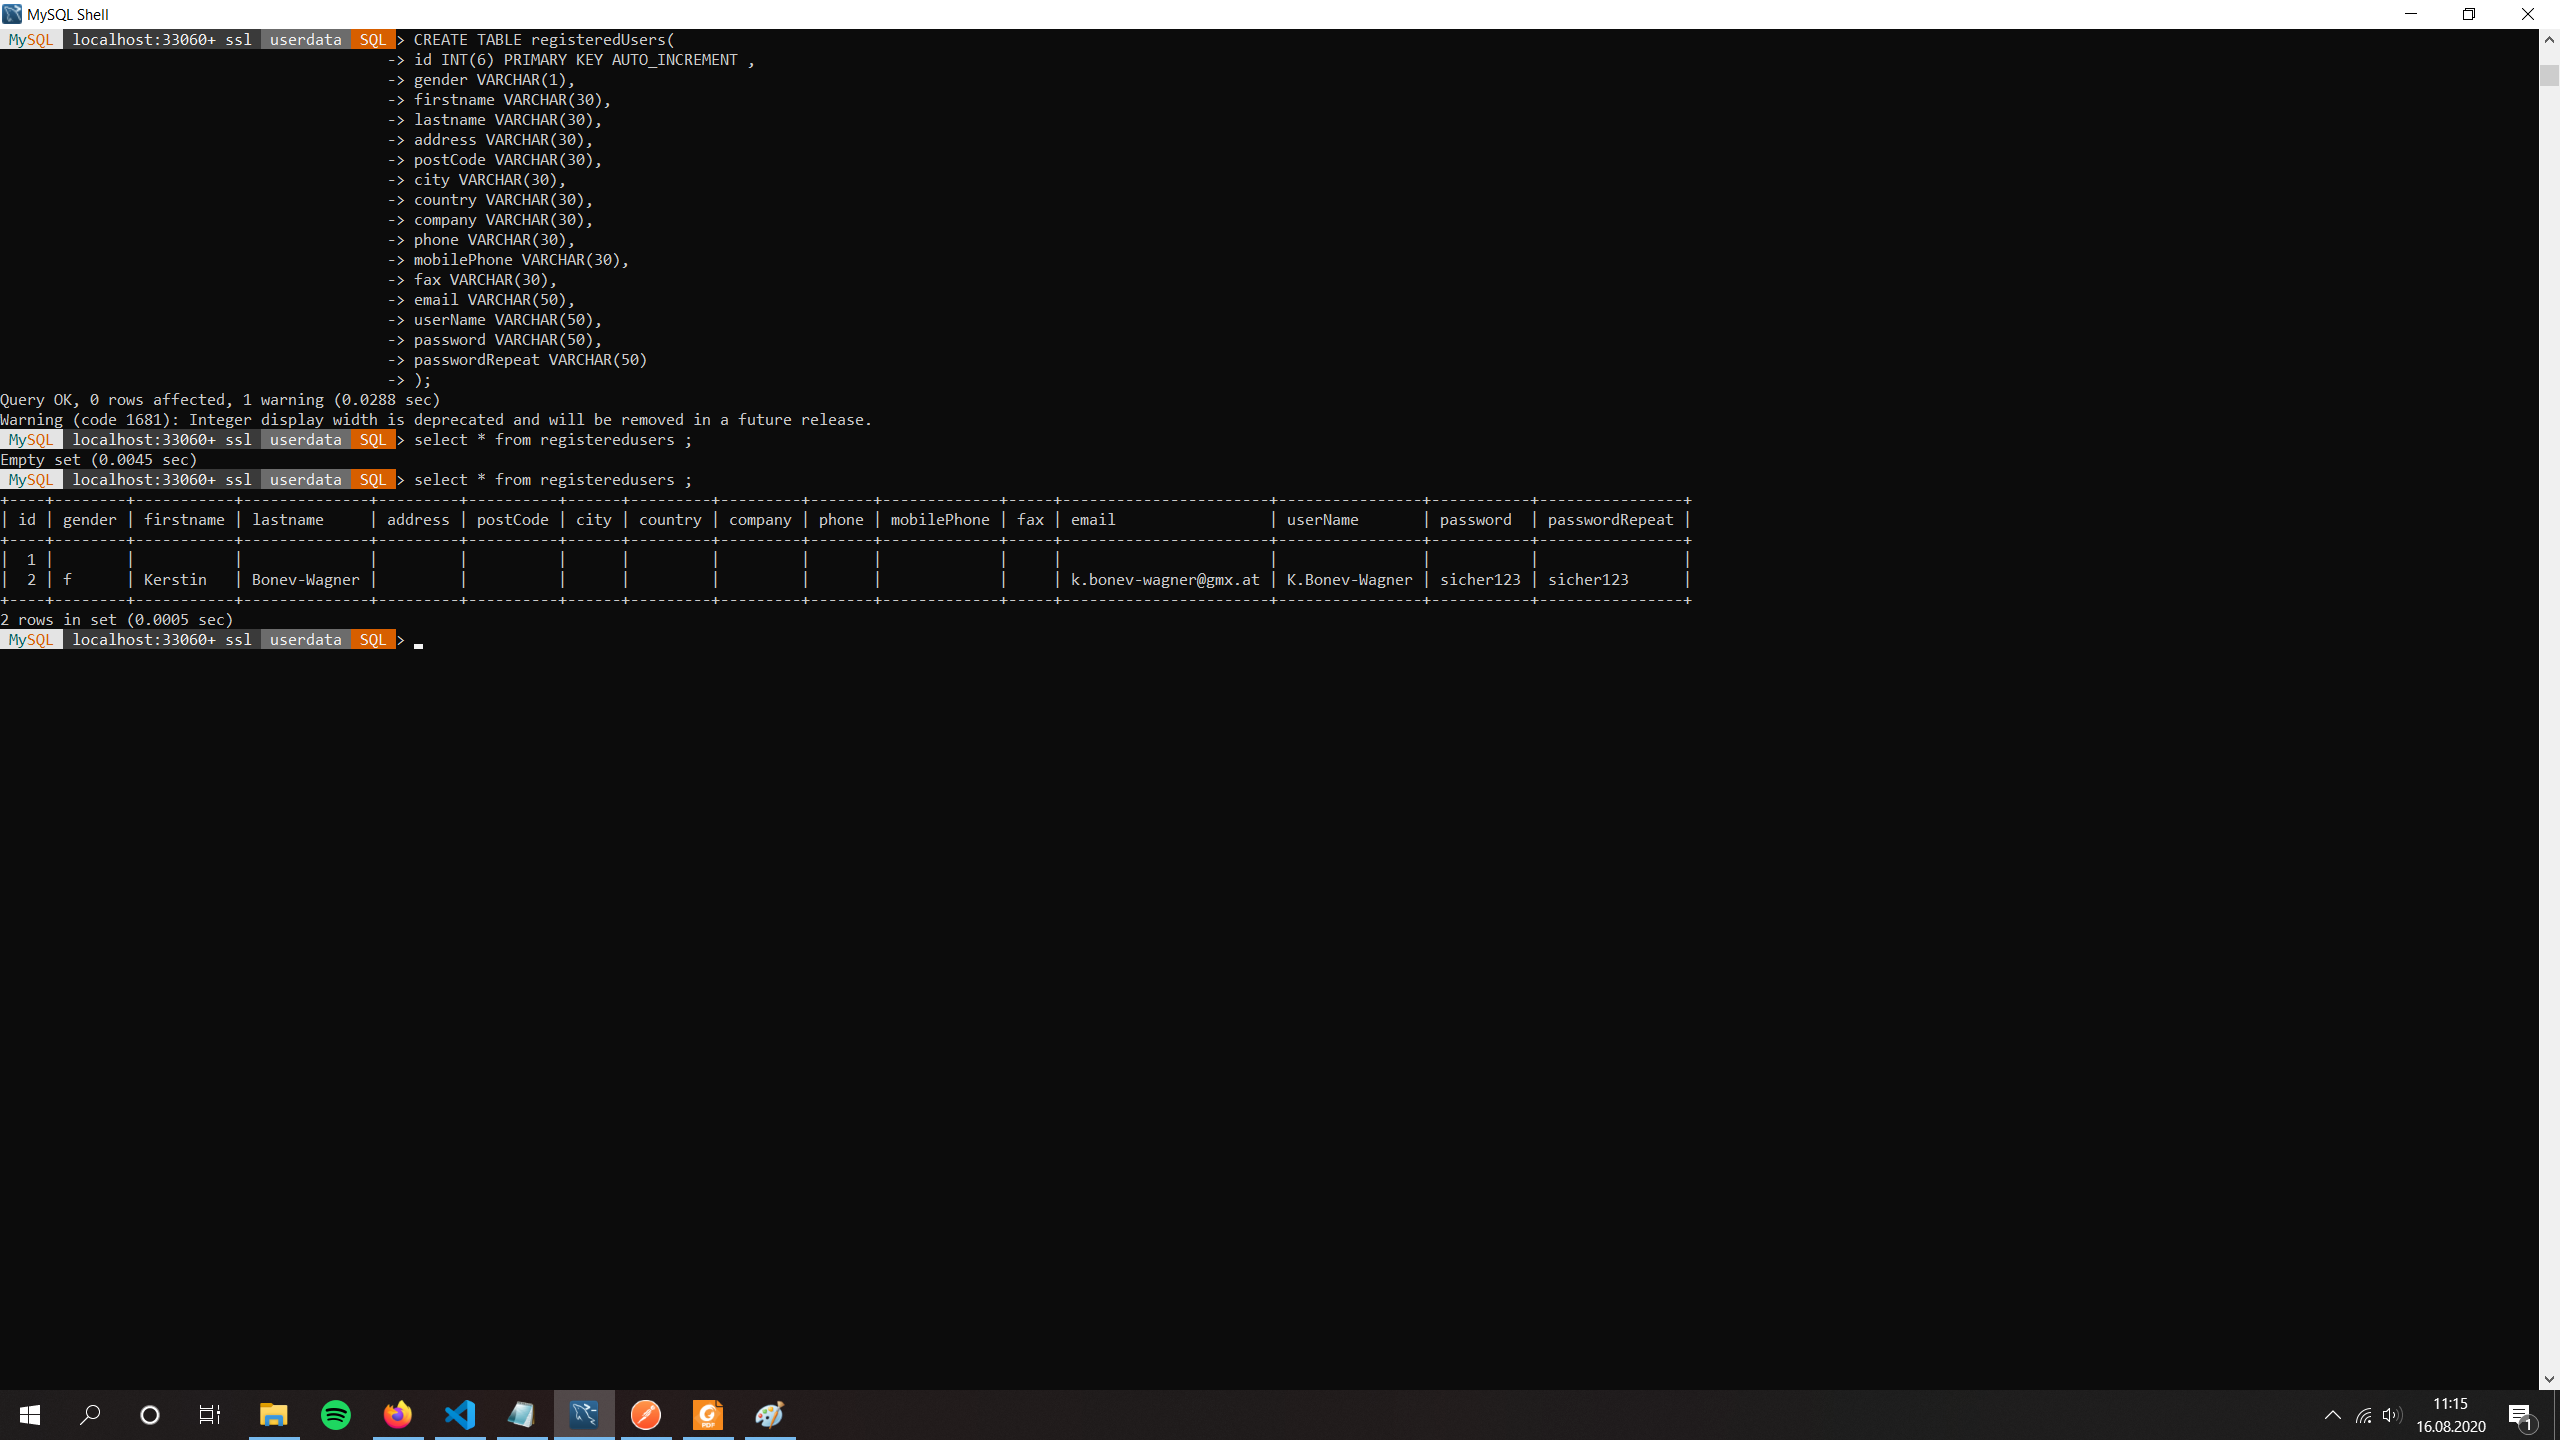 MySQL Shell
MySQL localhost:33060+ ssl userdata SQL > CREATE TABLE registeredUsers(
-> id INT(6) PRIMARY KEY AUTO_INCREMENT ,
-> gender VARCHAR(1),
-> firstname VARCHAR(30),
-> lastname VARCHAR(30),
-> address VARCHAR(30),
-> postCode VARCHAR(30),
-> city VARCHAR(30),
-> country VARCHAR(30),
-> company VARCHAR(30),
-> phone VARCHAR(30),
-> mobilePhone VARCHAR(30),
-> fax VARCHAR(30),
-> email VARCHAR(50),
-> userName VARCHAR(50),
-> password VARCHAR(50),
-> passwordRepeat VARCHAR(50)
-> );
Query OK, 0 rows affected, 1 warning (0.0288 sec)
Warning (code 1681): Integer display width is deprecated and will be removed in a future release.
MySQL localhost:33060+ ssl userdata SQL > select * from registeredusers ;
Empty set (0.0045 sec)
MySQL localhost:33060+ ssl userdata SQL > select * from registeredusers ;
+----+--------+-----------+--------------+---------+----------+------+---------+---------+-------+-------------+-----+-----------------------+----------------+-----------+----------------+
| id | gender | firstname | lastname     | address | postCode | city | country | company | phone | mobilePhone | fax | email                 | userName       | password  | passwordRepeat |
+----+--------+-----------+--------------+---------+----------+------+---------+---------+-------+-------------+-----+-----------------------+----------------+-----------+----------------+
|  1 |        |           |              |         |          |      |         |         |       |             |     |                       |                |           |                |
|  2 | f      | Kerstin   | Bonev-Wagner |         |          |      |         |         |       |             |     | k.bonev-wagner@gmx.at | K.Bonev-Wagner | sicher123 | sicher123      |
+----+--------+-----------+--------------+---------+----------+------+---------+---------+-------+-------------+-----+-----------------------+----------------+-----------+----------------+
2 rows in set (0.0005 sec)
MySQL localhost:33060+ ssl userdata SQL >
PDF
11:15
16.08.2020
1